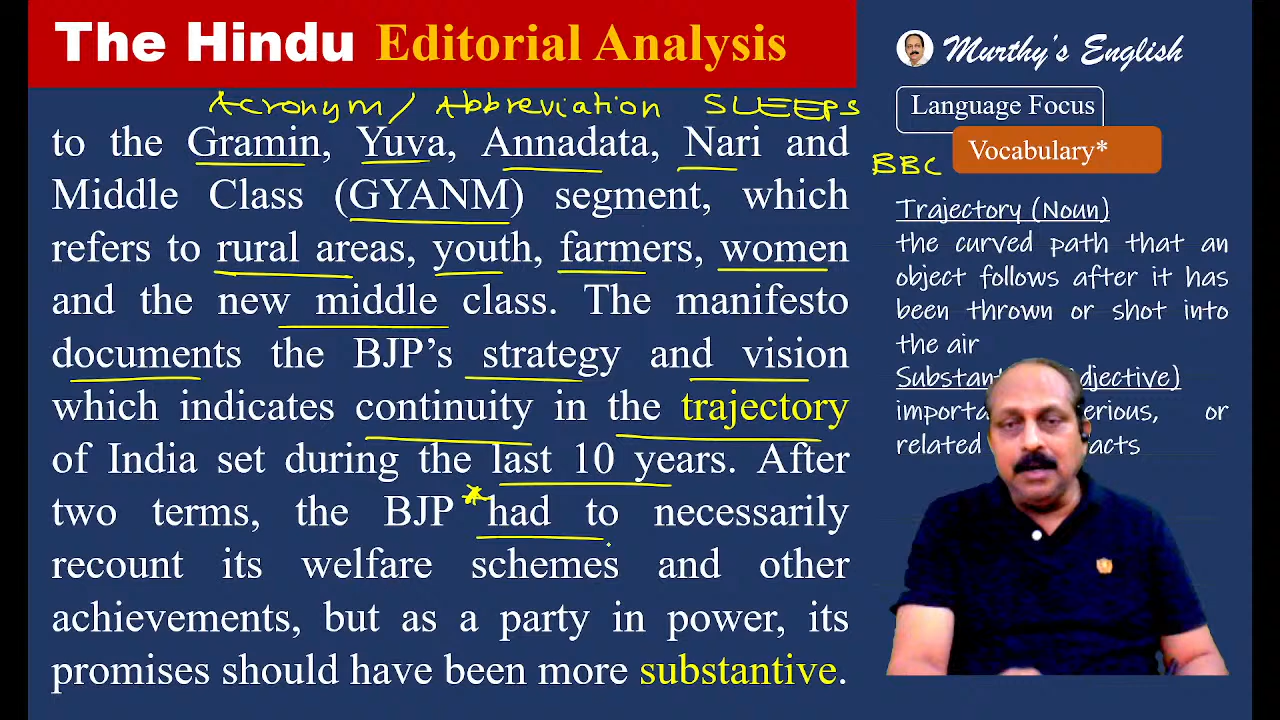 The Hindu Editorial Analysis
Acronym / Abbreviation SLEEPS
to the Gramin, Yuva, Annadata, Nari and
Middle Class (GYANM) segment, which
refers to rural areas, youth, farmers, women
and the new middle class. The manifesto
documents the BJP’s strategy and vision
which indicates continuity in the trajectory
of India set during the last 10 years. After
two terms, the BJP *had to necessarily
recount its welfare schemes and other
achievements, but as a party in power, its
promises should have been more substantive.
Murthy's English
Language Focus
Vocabulary*
BBC
Trajectory (Noun)
the curved path that an
object follows after it has
been thrown or shot into
the air
or
related acts